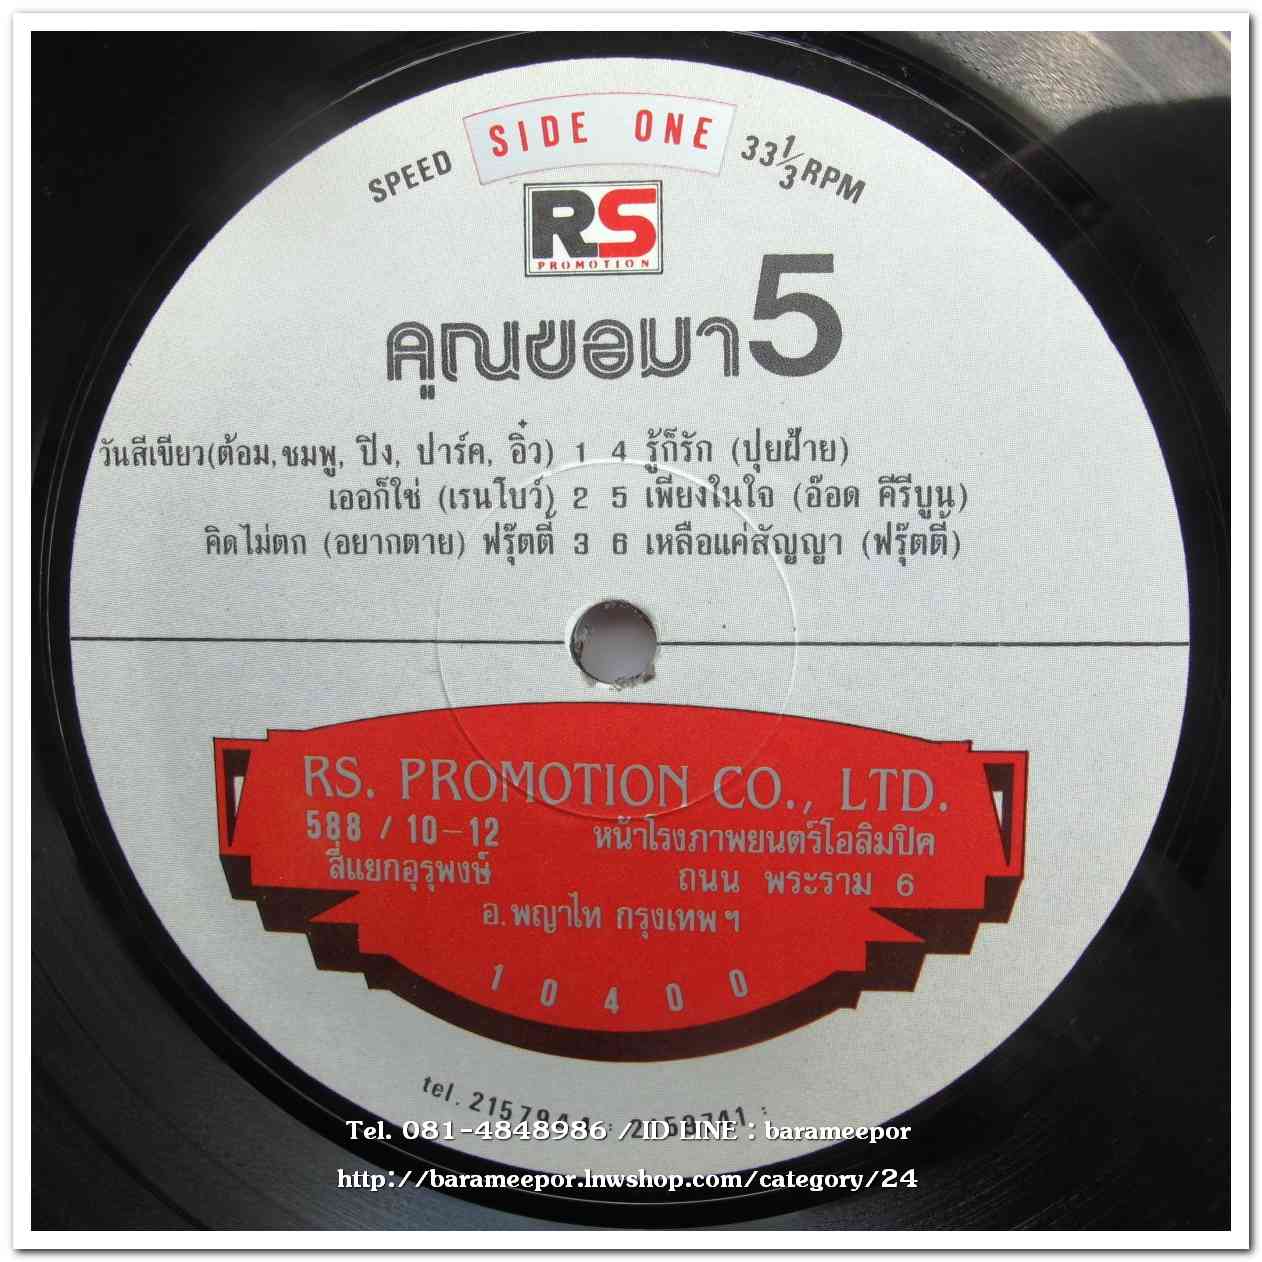 SIDE ONE
SPEED 33 1/3 RPM
RS
PROMOTION
คุณขอมา 5
วันสีเขียว(ต้อม, ชมพู, ปิง, ปาร์ค, อิ๋ว) 1 4 รู้ก็รัก (ปุยฝ้าย)
เออก็ใช่ (เรนโบว์) 2 5 เพียงในใจ (อ๊อด คีรีบูน)
คิดไม่ตก (อยากตาย) ฟรุ๊ตตี้ 3 6 เหลือแค่สัญญา (ฟรุ๊ตตี้)
RS. PROMOTION CO., LTD.
588 / 10-12 หน้าโรงภาพยนตร์โอลิมปิค
สี่แยกอุรุพงษ์ ถนน พระราม 6
อ.พญาไท กรุงเทพฯ
10400
tel.
Tel. 081-4848986 / ID LINE : barameepor
http://barameepor.lnwshop.com/category/24